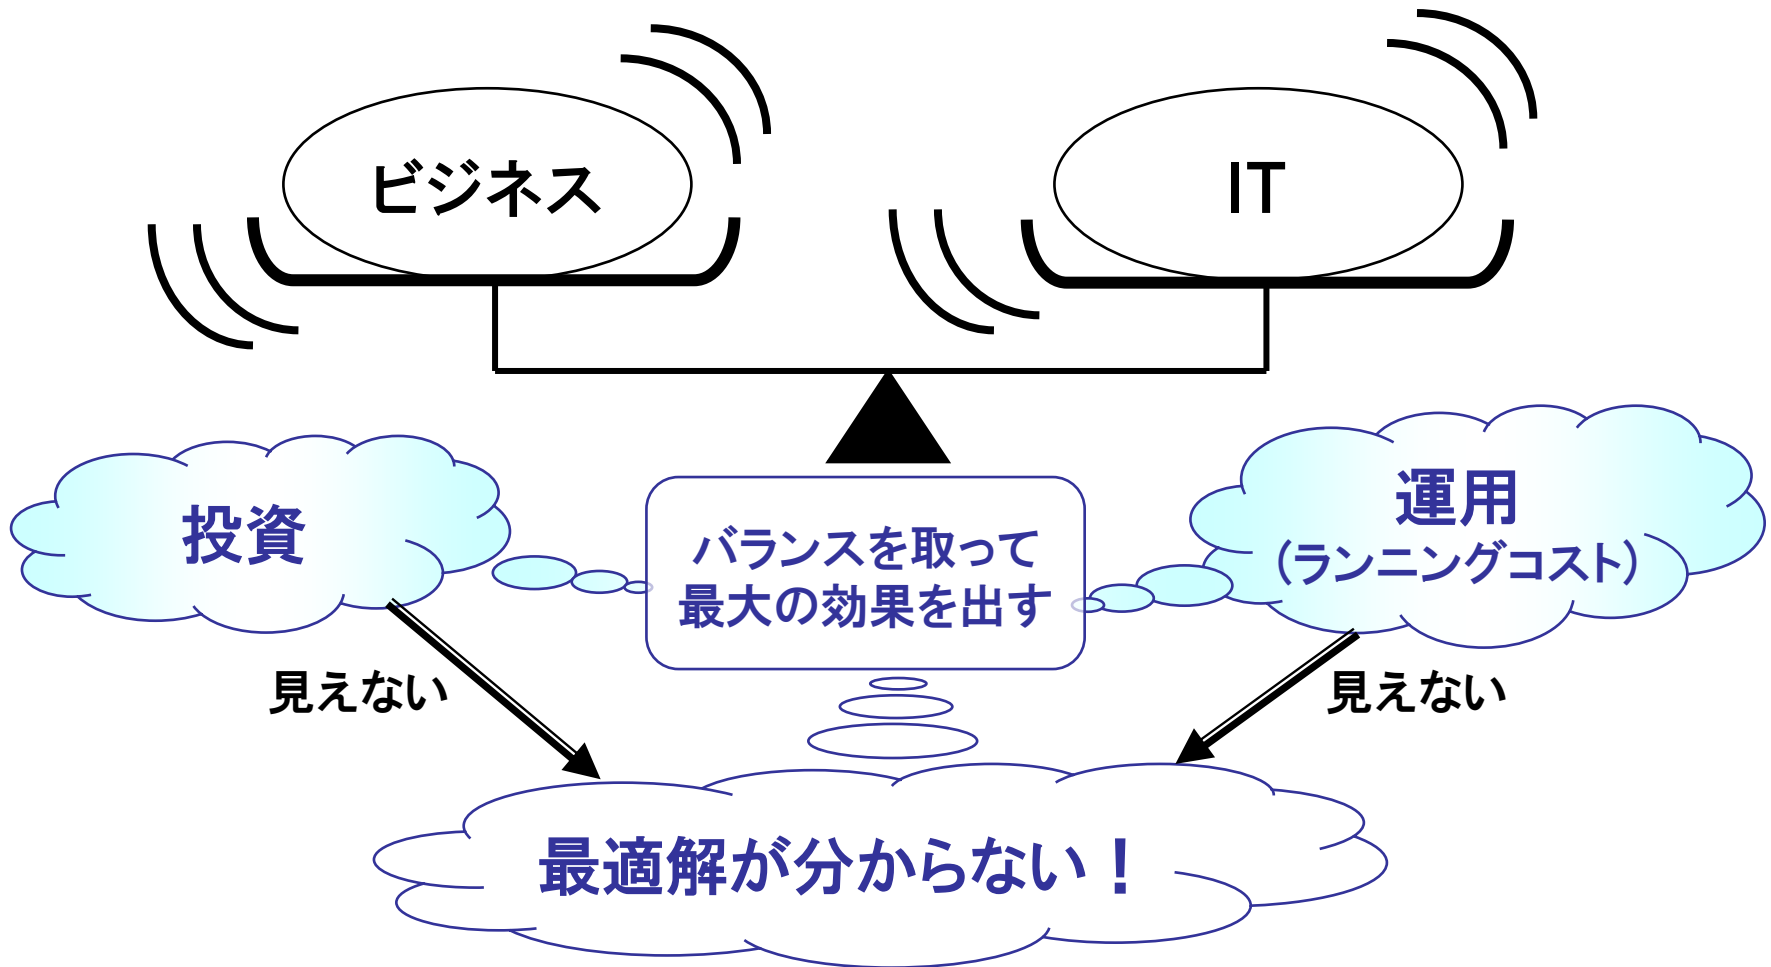 ビジネス
IT
投資
バランスを取って
最大の効果を出す
運用
（ランニングコスト）
見えない
見えない
最適解が分からない！